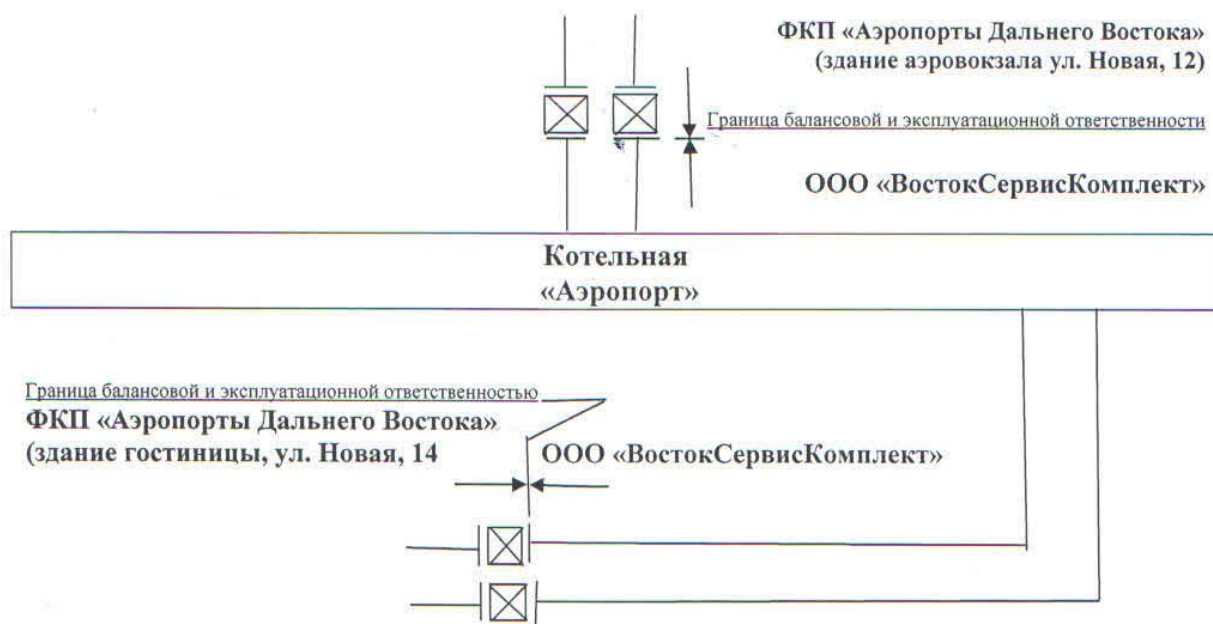 ФКП «Аэропорты Дальнего Востока»
(здание аэровокзала ул. Новая, 12)
Граница балансовой и эксплуатационной ответственности
ООО «ВостокСервисКомплект»
Котельная
«Аэропорт»
Граница балансовой и эксплуатационной ответственностью
ФКП «Аэропорты Дальнего Востока»
(здание гостиницы, ул. Новая, 14
ООО «ВостокСервисКомплект»